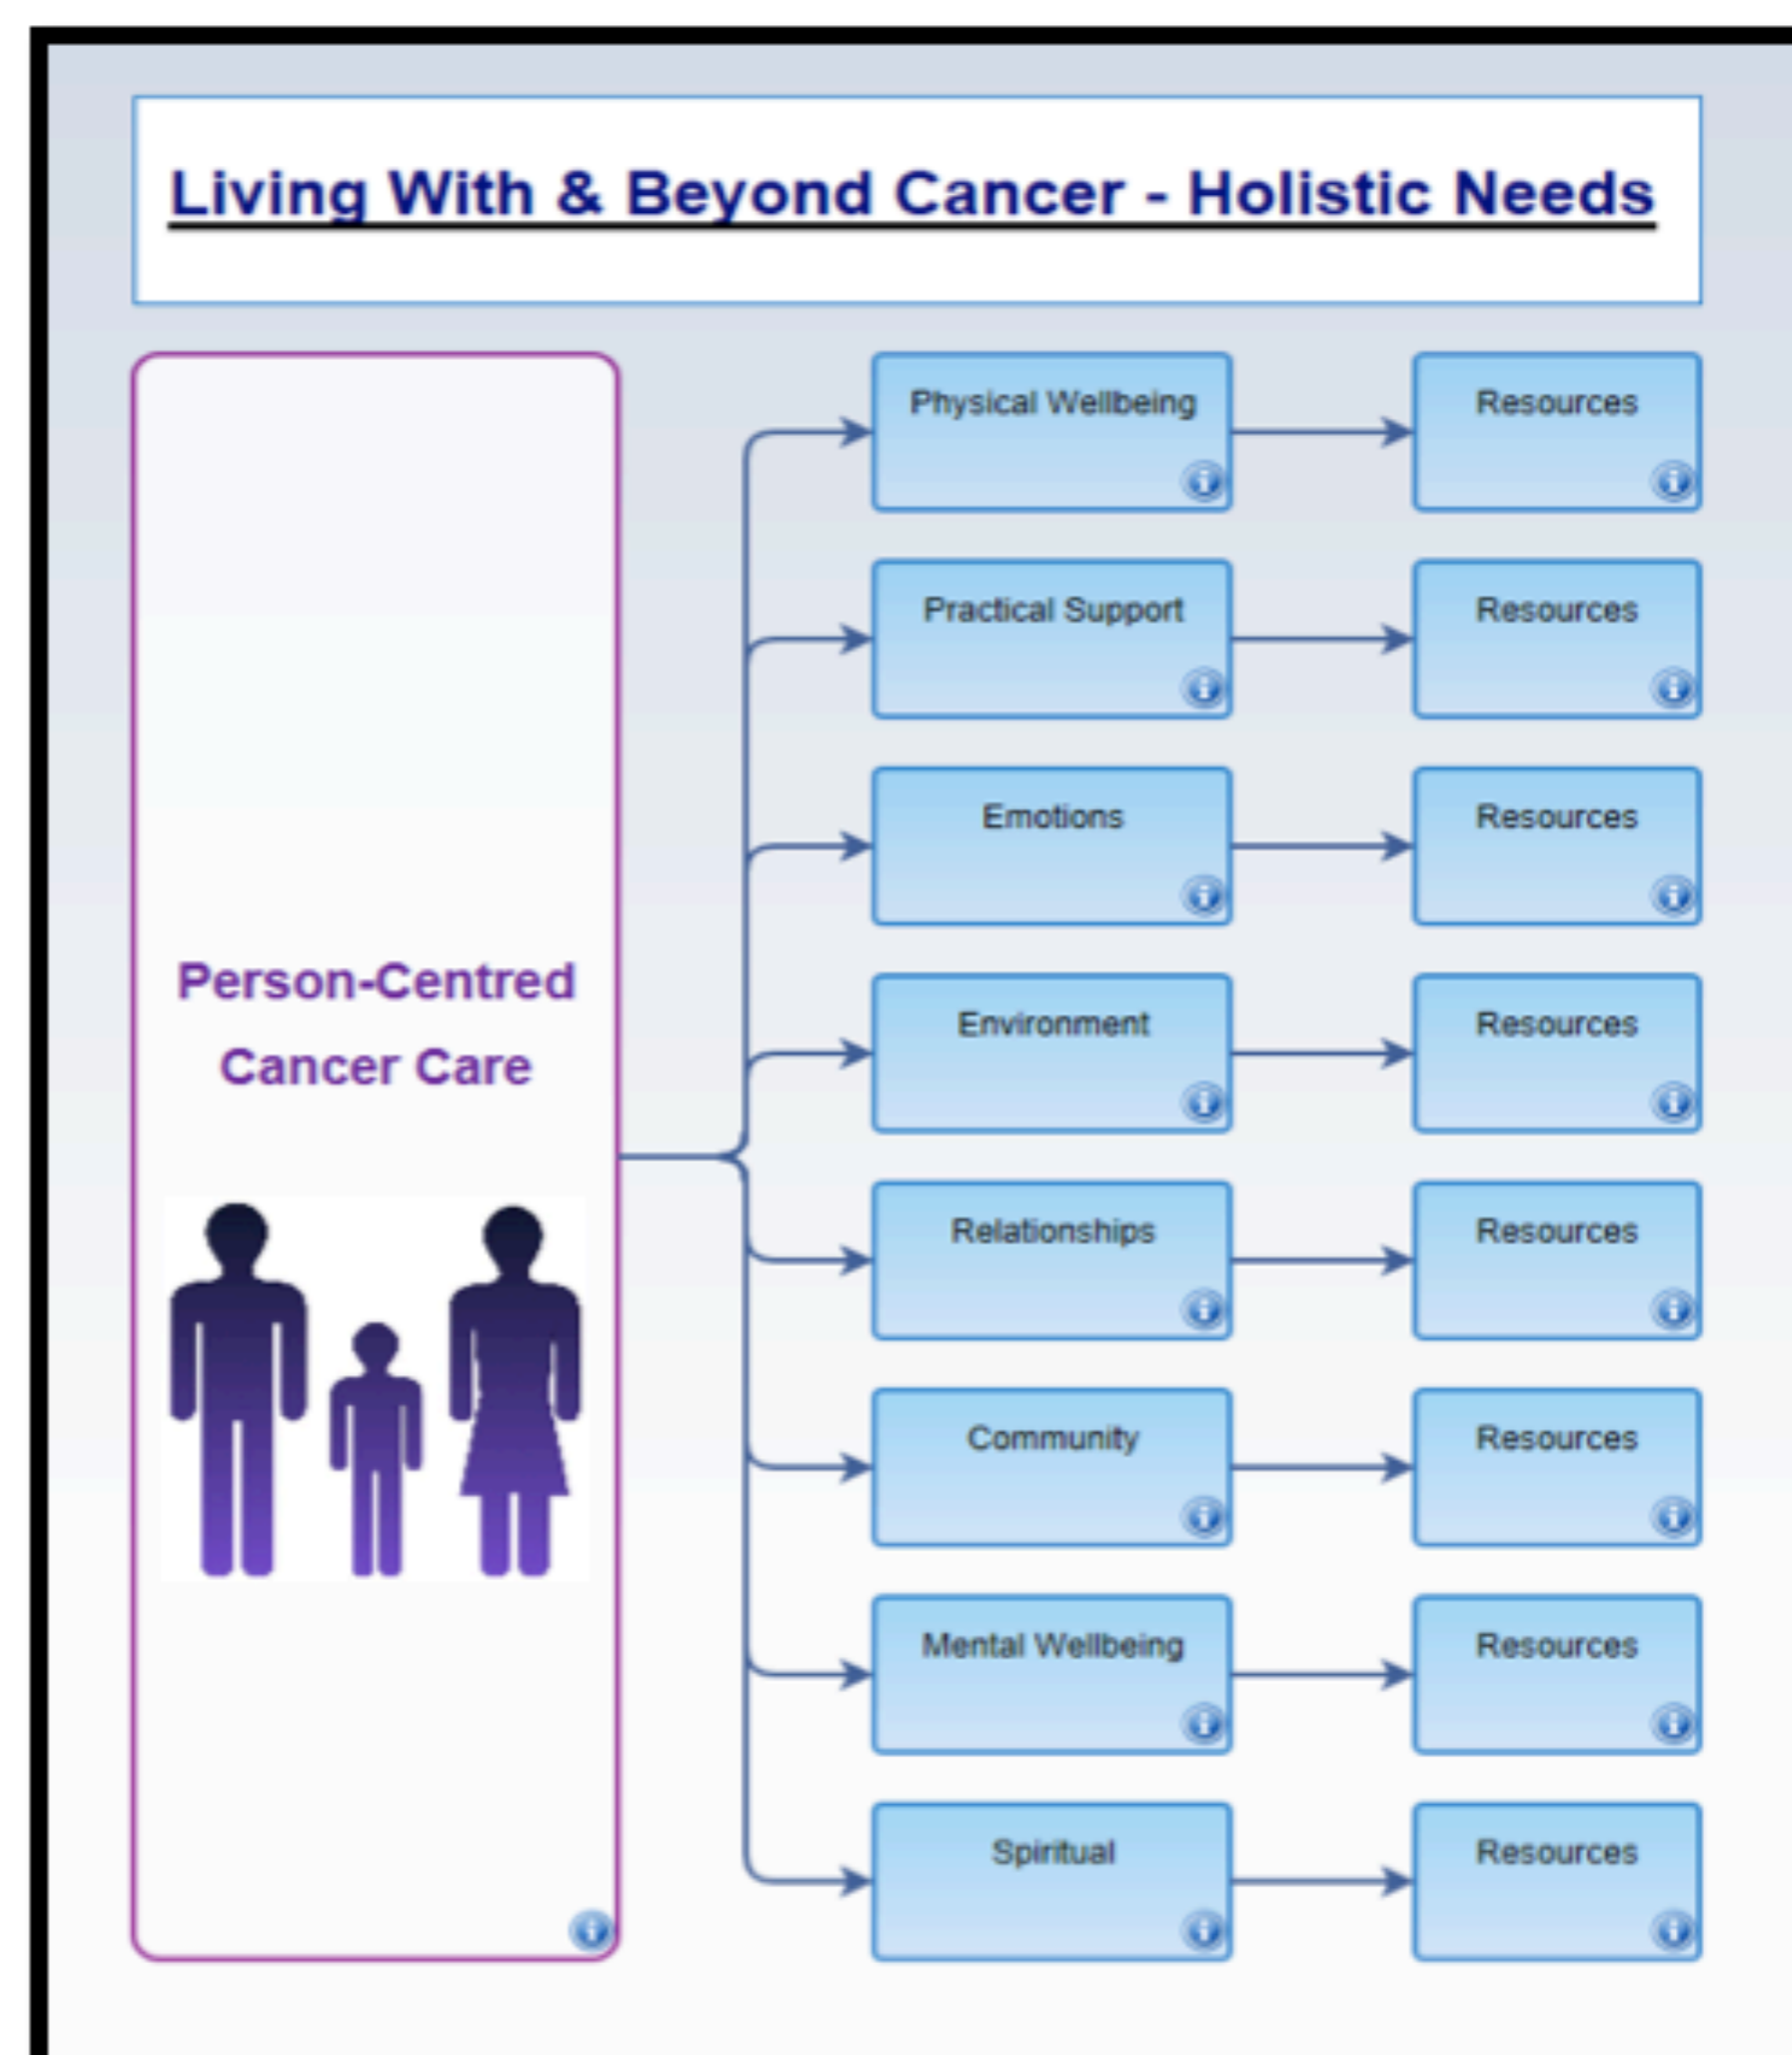 Living With & Beyond Cancer - Holistic Needs
Person-Centred
Cancer Care
Physical Wellbeing
Resources
Practical Support
Resources
Emotions
Resources
Environment
Resources
Relationships
Resources
Community
Resources
Mental Wellbeing
Resources
Spiritual
Resources